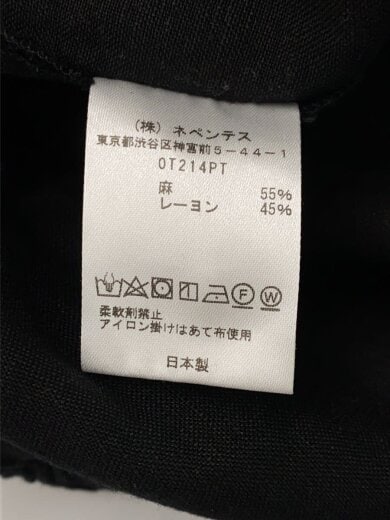 (株)ネペンテス
東京都渋谷区神宮前5-44-1
OT214PT
麻 55%
レーヨン 45%
F W
柔軟剤禁止
アイロン掛けはあて布使用
日本製